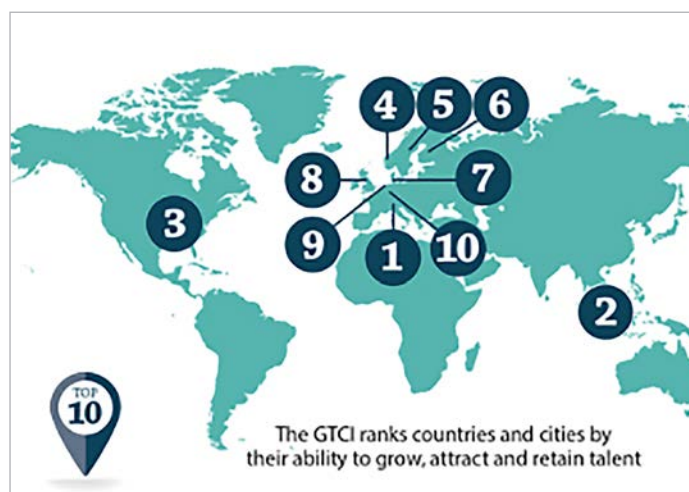 4 5 6
8 7
3
9 1 10
2
TOP
10
The GTCI ranks countries and cities by
their ability to grow, attract and retain talent